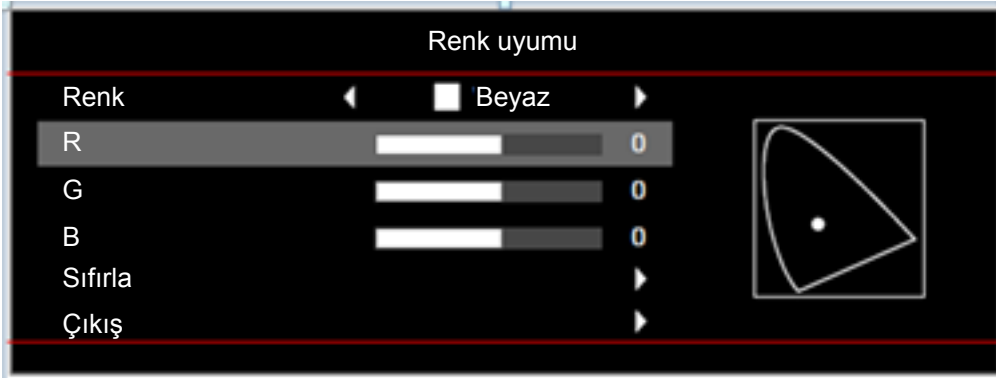 Renk uyumu
Renk Beyaz
R 0
G 0
B 0
Sıfırla
Çıkış